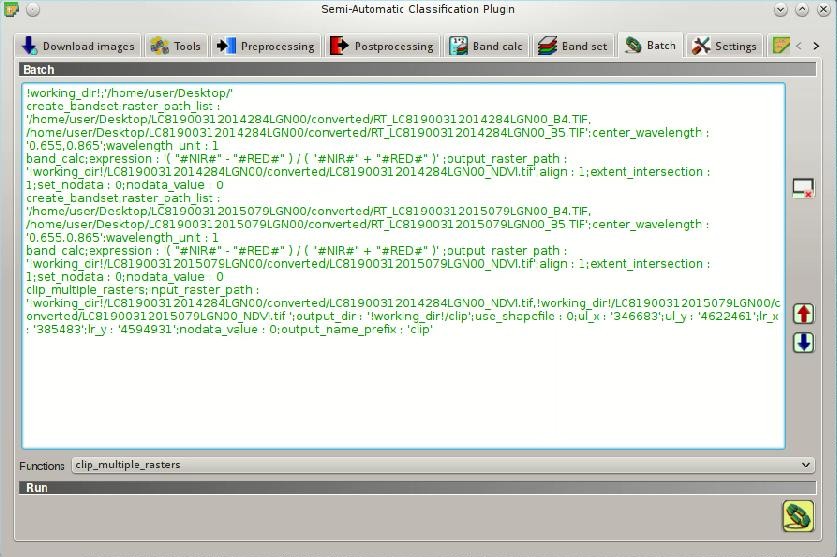 Semi-Automatic Classification Plugin
Download images Tools Preprocessing Postprocessing Band calc Band set Batch Settings
Batch
!working_dir!;'/home/user/Desktop/'
create_bandset;raster_path_list :
'/home/user/Desktop/LC81900312014284LGN00/converted/RT_LC81900312014284LGN00_B4.TIF,
/home/user/Desktop/LC81900312014284LGN00/converted/RT_LC81900312014284LGN00_B5.TIF';center_wavelength :
'0.655,0.865';wavelength_unit : 1
band_calc;expression : ' ( "#NIR#" - "#RED#" ) / ( "#NIR#" + "#RED#" )' ;output_raster_path :
'!working_dir!/LC81900312014284LGN00/converted/LC81900312014284LGN00_NDVI.tif' align : 1;extent_intersection :
1;set_nodata : 0;nodata_value : 0
create_bandset;raster_path_list :
'/home/user/Desktop/LC81900312015079LGN00/converted/RT_LC81900312015079LGN00_B4.TIF,
/home/user/Desktop/LC81900312015079LGN00/converted/RT_LC81900312015079LGN00_B5.TIF';center_wavelength :
'0.655,0.865';wavelength_unit : 1
band_calc;expression : ' ( "#NIR#" - "#RED#" ) / ( "#NIR#" + "#RED#" )' ;output_raster_path :
'!working_dir!/LC81900312015079LGN00/converted/LC81900312015079LGN00_NDVI.tif' align : 1;extent_intersection :
1;set_nodata : 0;nodata_value : 0
clip_multiple_rasters;input_raster_path :
'!working_dir!/LC81900312014284LGN00/converted/LC81900312014284LGN00_NDVI.tif,!working_dir!/LC81900312015079LGN00/c
onverted/LC81900312015079LGN00_NDVI.tif ';output_dir : '!working_dir!/clip';use_shapefile : 0;ul_x : '346683';ul_y : '4622461';lr_x
: '385483';lr_y : '4594931';nodata_value : 0;output_name_prefix : 'clip'
Functions clip_multiple_rasters
Run